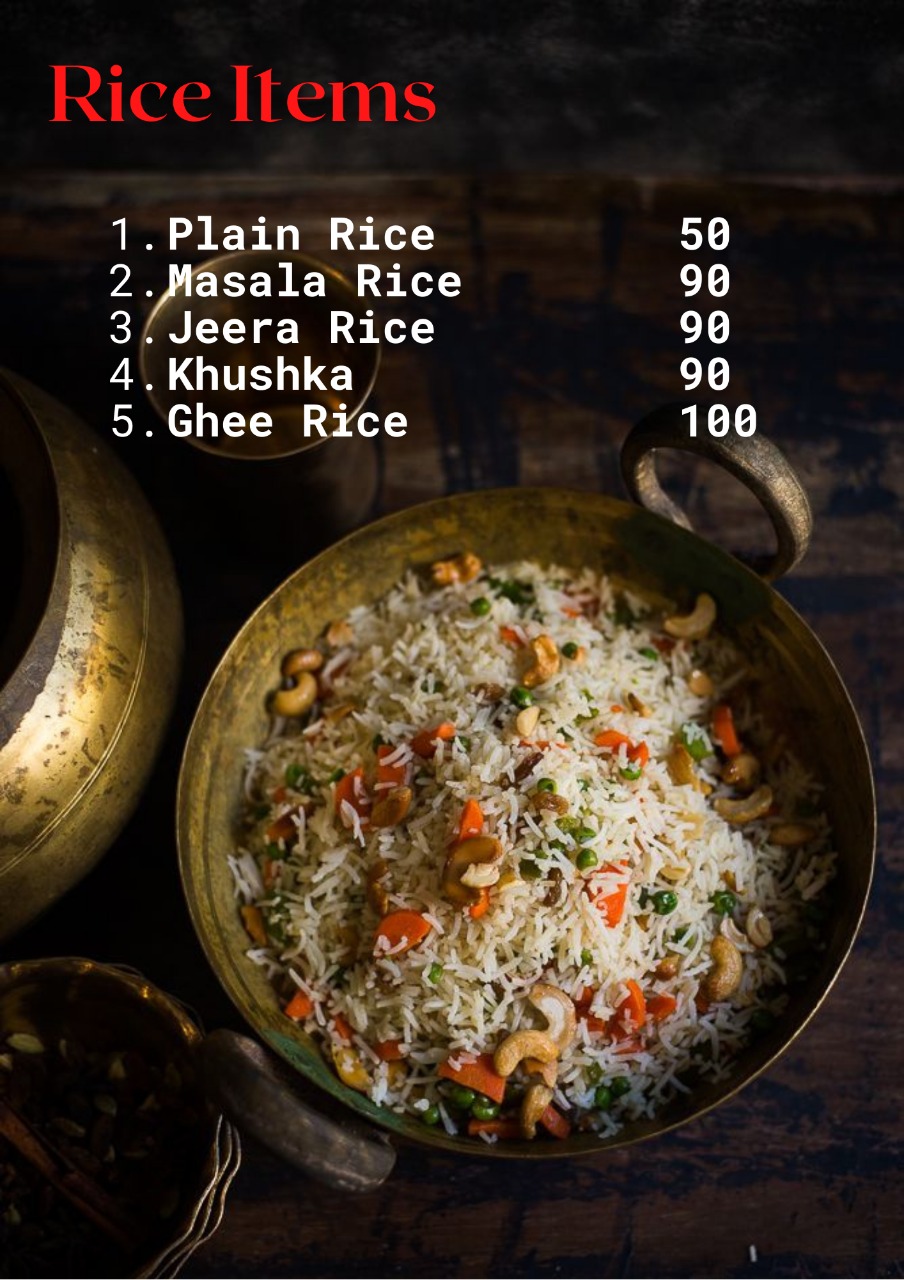 Rice Items
1. Plain Rice 50
2. Masala Rice 90
3. Jeera Rice 90
4. Khushka 90
5. Ghee Rice 100